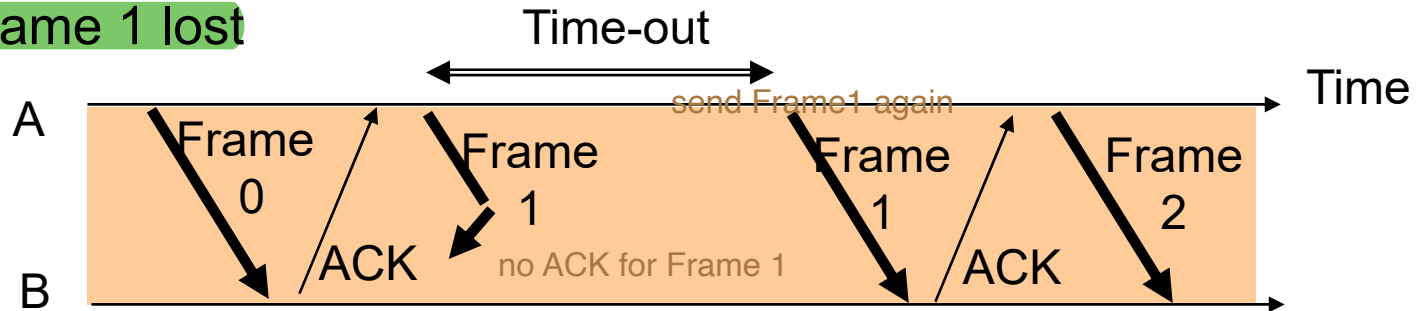 ame 1 lost
Time-out
Time
send Frame1 again
A
Frame
0
Frame
1
Frame
1
Frame
2
ACK
no ACK for Frame 1
ACK
B